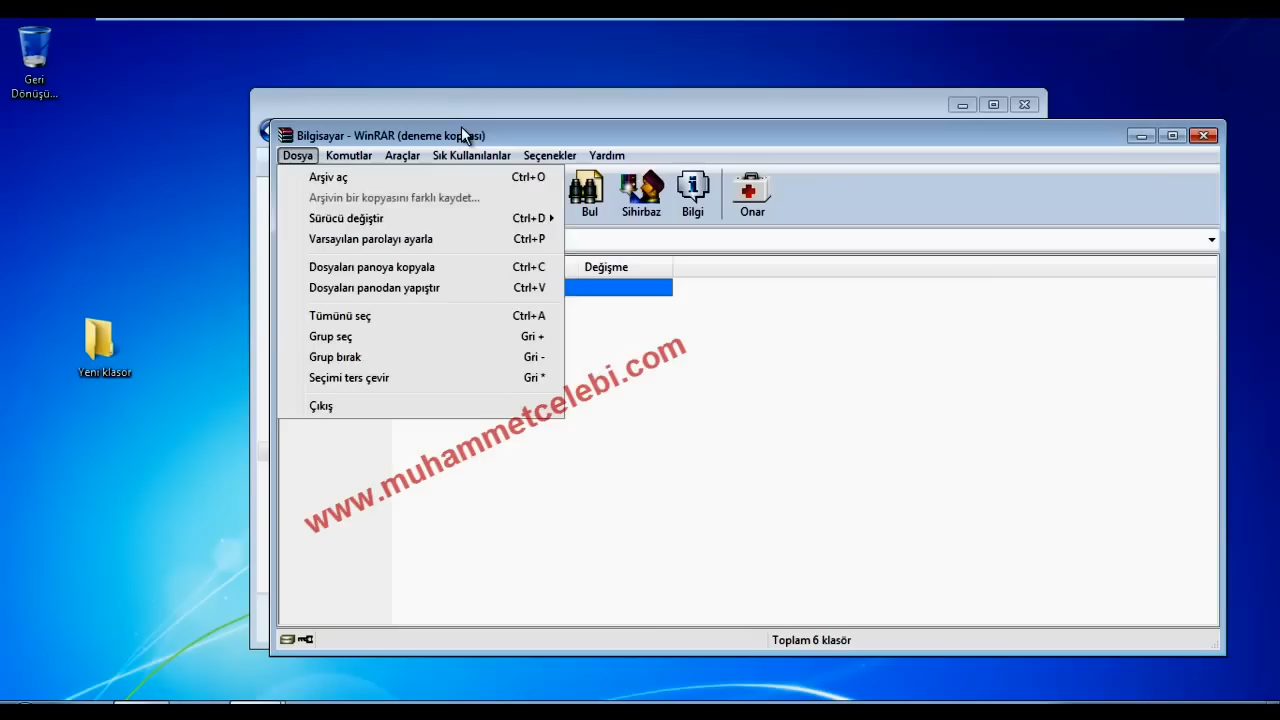 Geri
Dönüşü...
Bilgisayar - WinRAR (deneme kopyası)
Dosya Komutlar Araçlar Sık Kullanılanlar Seçenekler Yardım
Arşiv aç Ctrl+O
Arşivin bir kopyasını farklı kaydet...
Sürücü değiştir Ctrl+D
Varsayılan parolayı ayarla Ctrl+P
Dosyaları panoya kopyala Ctrl+C
Dosyaları panodan yapıştır Ctrl+V
Tümünü seç Ctrl+A
Grup seç Gri +
Grup bırak Gri -
Seçimi ters çevir Gri *
Çıkış
Bul Sihirbaz Bilgi Onar
Değişme
Yeni klasör
www.muhammetcelebi.com
Toplam 6 klasör